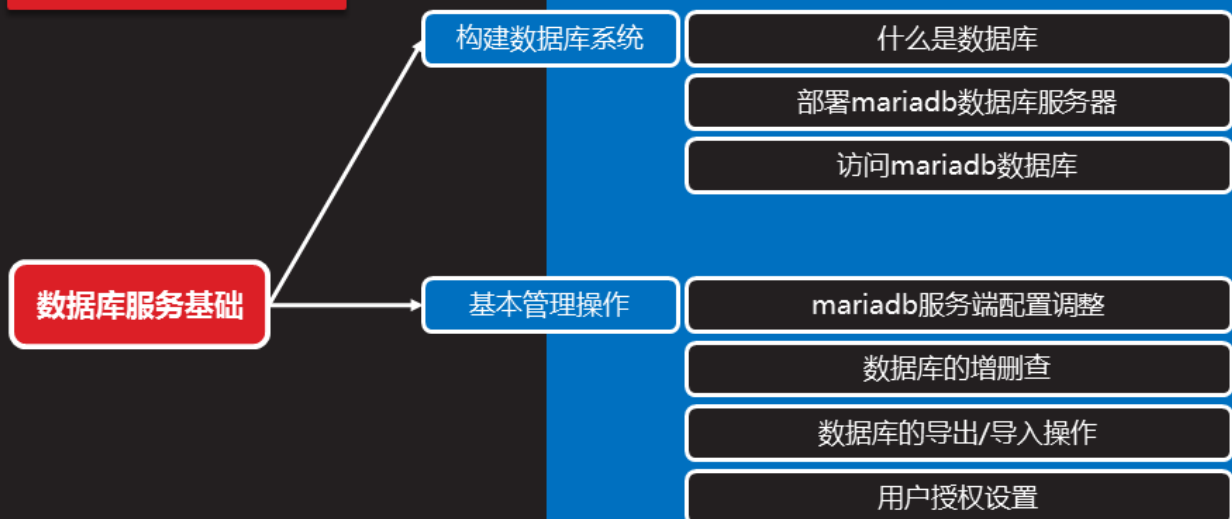 构建数据库系统
什么是数据库
部署mariadb数据库服务器
访问mariadb数据库
数据库服务基础
基本管理操作
mariadb服务端配置调整
数据库的增删查
数据库的导出/导入操作
用户授权设置